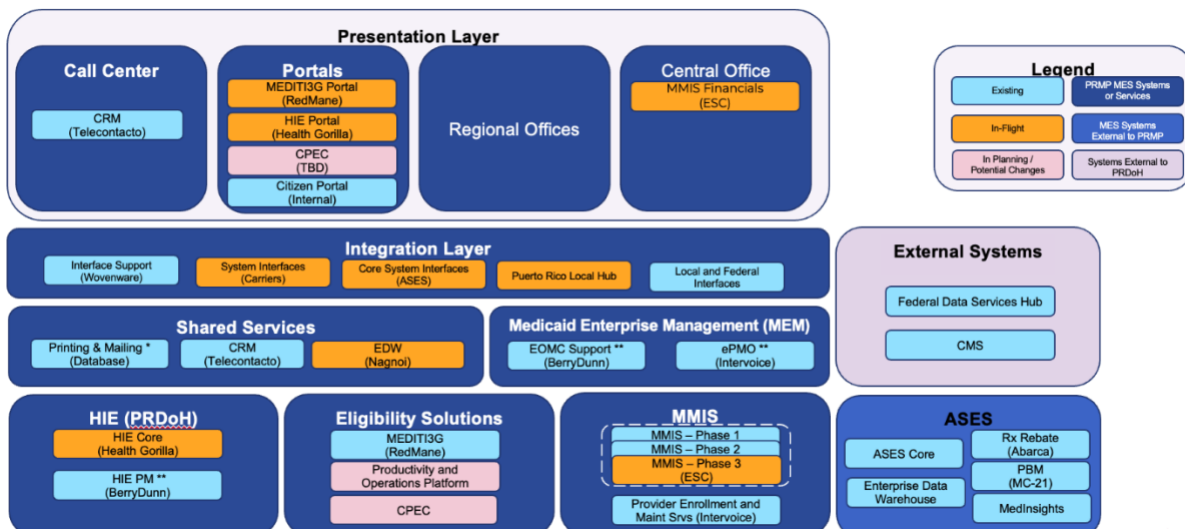 Presentation Layer
Call Center
CRM
(Telecontacto)
Portals
MEDITI3G Portal
(RedMane)
HIE Portal
(Health Gorilla)
CPEC
(TBD)
Citizen Portal
(Internal)
Regional Offices
Central Office
MMIS Financials
(ESC)
Legend
Existing
PRMP MES Systems
or Services
In-Flight
MES Systems
External to PRMP
In Planning /
Potential Changes
Systems External to
PRDoH
Integration Layer
Interface Support
(Wovenware)
System Interfaces
(Carriers)
Core System Interfaces
(ASES)
Puerto Rico Local Hub
Local and Federal
Interfaces
External Systems
Federal Data Services Hub
CMS
Shared Services
Printing & Mailing *
(Database)
CRM
(Telecontacto)
EDW
(Nagnoi)
Medicaid Enterprise Management (MEM)
EOMC Support **
(BerryDunn)
ePMO **
(Intervoice)
HIE (PRDoH)
HIE Core
(Health Gorilla)
HIE PM **
(BerryDunn)
Eligibility Solutions
MEDITI3G
(RedMane)
Productivity and
Operations Platform
CPEC
MMIS
MMIS – Phase 1
MMIS – Phase 2
MMIS – Phase 3
(ESC)
Provider Enrollment and
Maint Srvs (Intervoice)
ASES
ASES Core
Enterprise Data
Warehouse
Rx Rebate
(Abarca)
PBM
(MC-21)
MedInsights